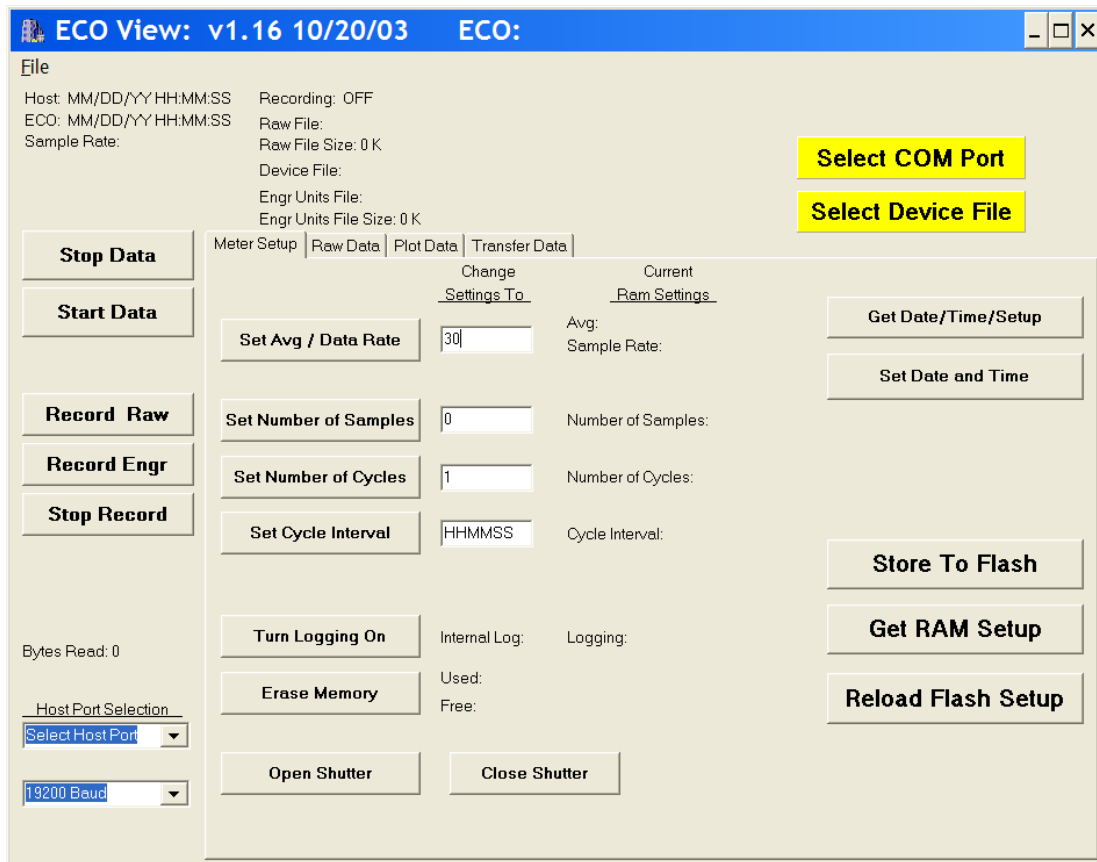 ECO View: v1.16 10/20/03 ECO:
File
Host: MM/DD/YY HH:MM:SS
ECO: MM/DD/YY HH:MM:SS
Sample Rate:
Recording: OFF
Raw File:
Raw File Size: 0 K
Device File:
Engr Units File:
Engr Units File Size: 0 K
Select COM Port
Select Device File
Stop Data
Start Data
Record Raw
Record Engr
Stop Record
Bytes Read: 0
Host Port Selection
Select Host Port
19200 Baud
Meter Setup Raw Data Plot Data Transfer Data
Change
Settings To
Current
Ram Settings
Set Avg / Data Rate 30
Avg:
Sample Rate:
Set Number of Samples 0 Number of Samples:
Set Number of Cycles 1 Number of Cycles:
Set Cycle Interval HHMMSS Cycle Interval:
Turn Logging On Internal Log: Logging:
Erase Memory
Used:
Free:
Open Shutter Close Shutter
Get Date/Time/Setup
Set Date and Time
Store To Flash
Get RAM Setup
Reload Flash Setup